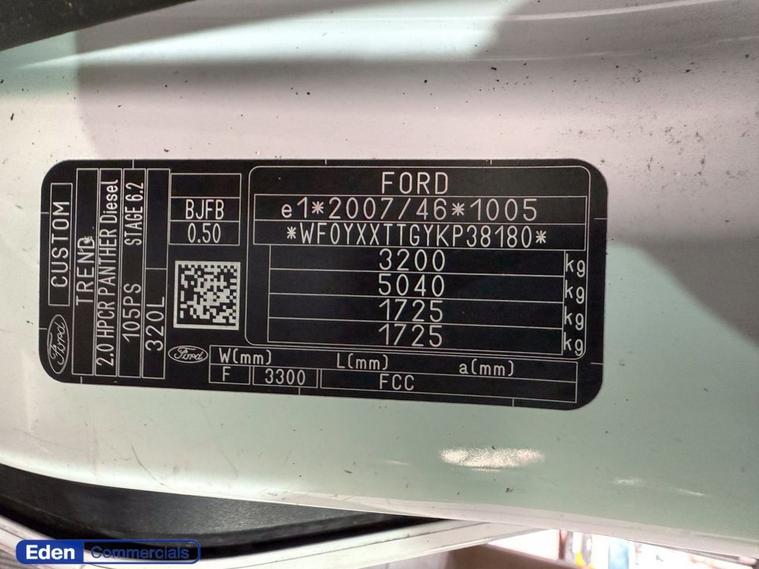 CUSTOM
TREND
2.0 HPCR PANTHER Diesel
105PS STAGE 6.2
320L
Ford
BJFB
0.50
Ford
FORD
e1*2007/46*1005
*WF0YXXTTGYKP38180*
3200 kg
5040 kg
1725 kg
1725 kg
W(mm) L(mm) a(mm)
F 3300 FCC
Eden Commercials